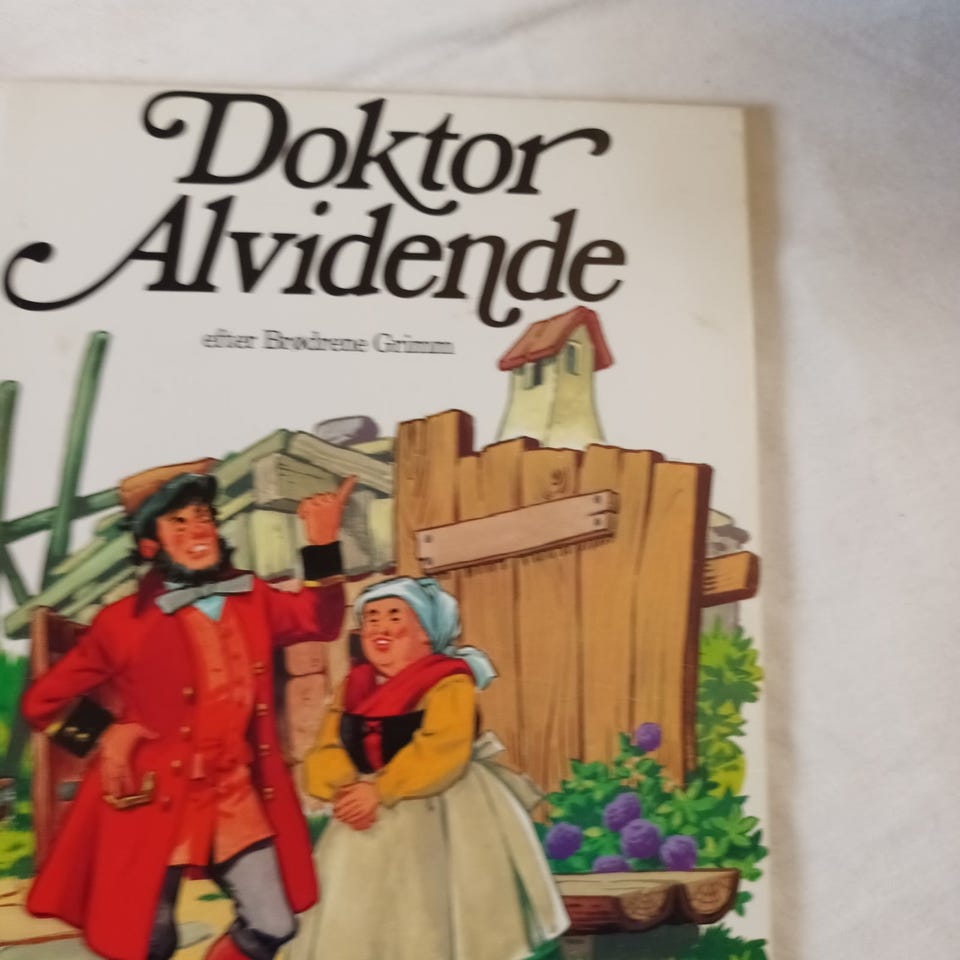 Doktor
Alvidende
efter Brødrene Grimm